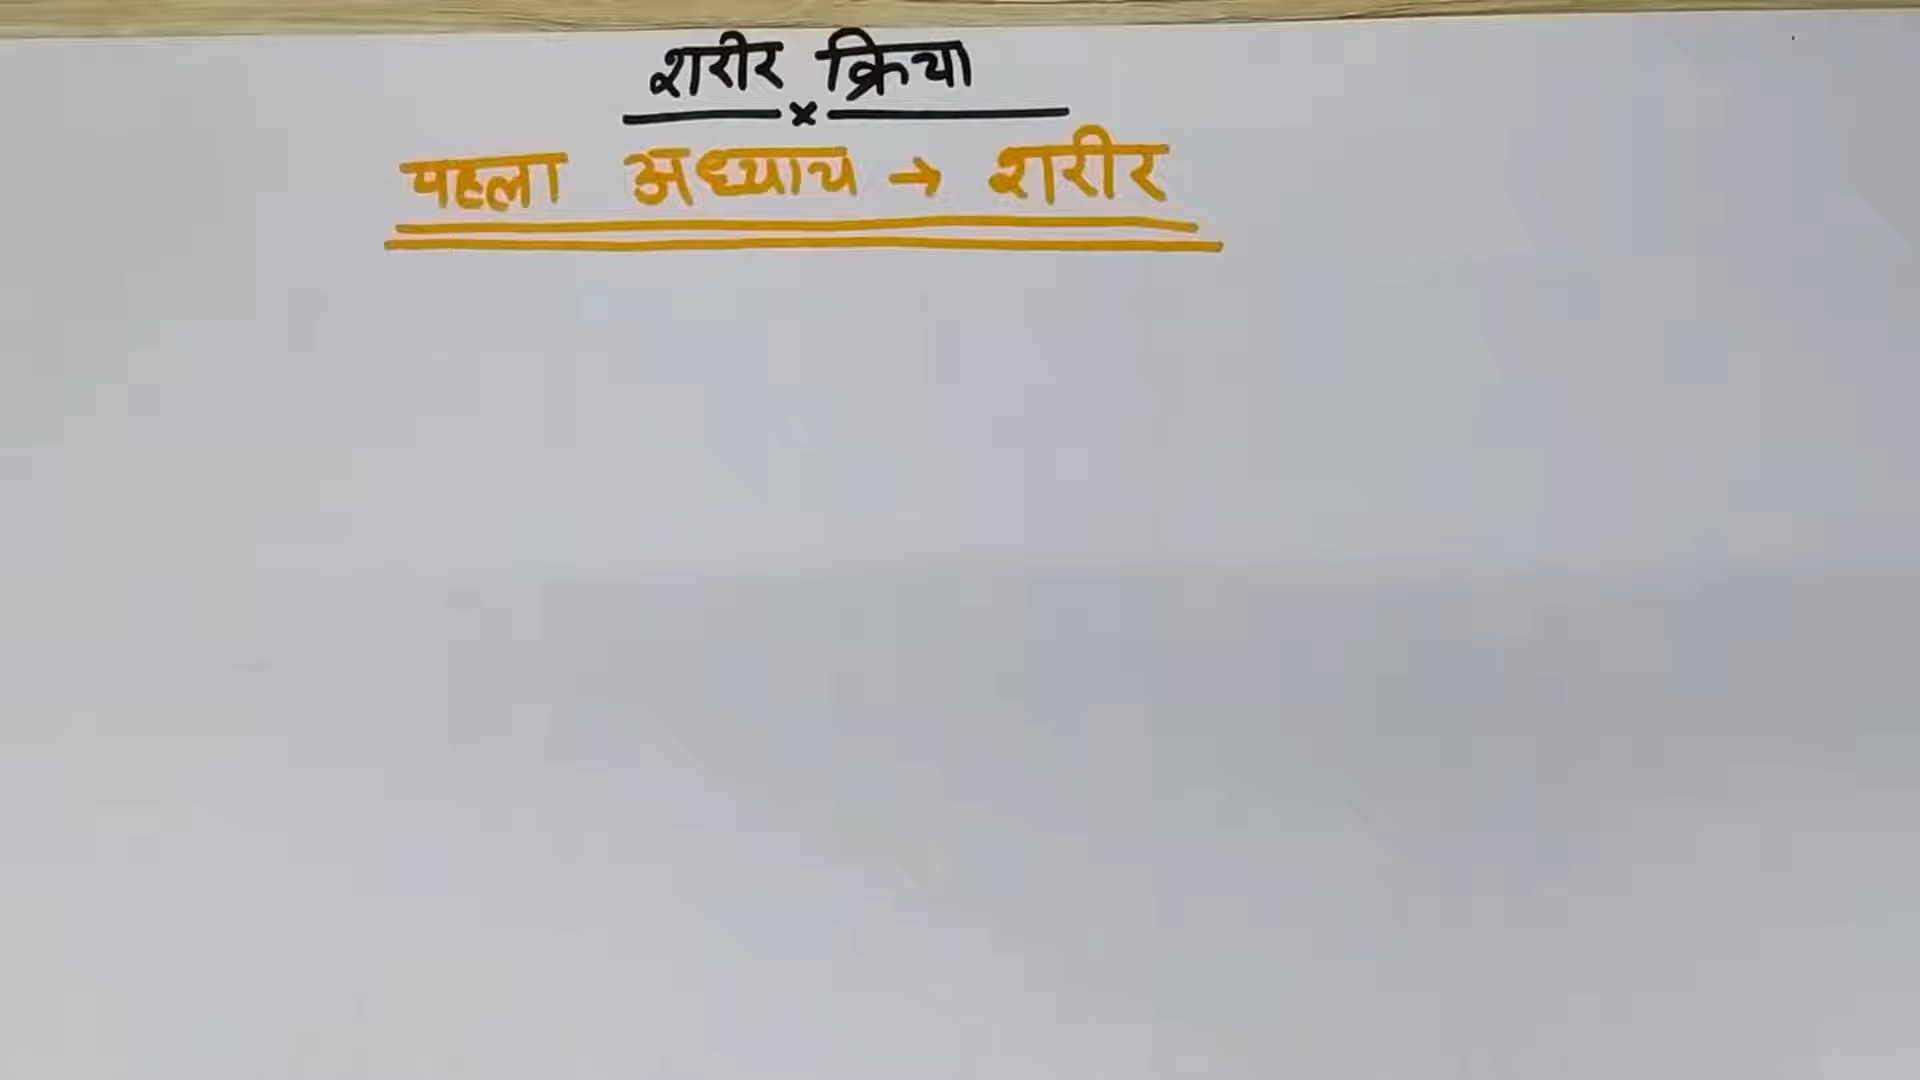 शरीर क्रिया
पहला अध्याय → शरीर